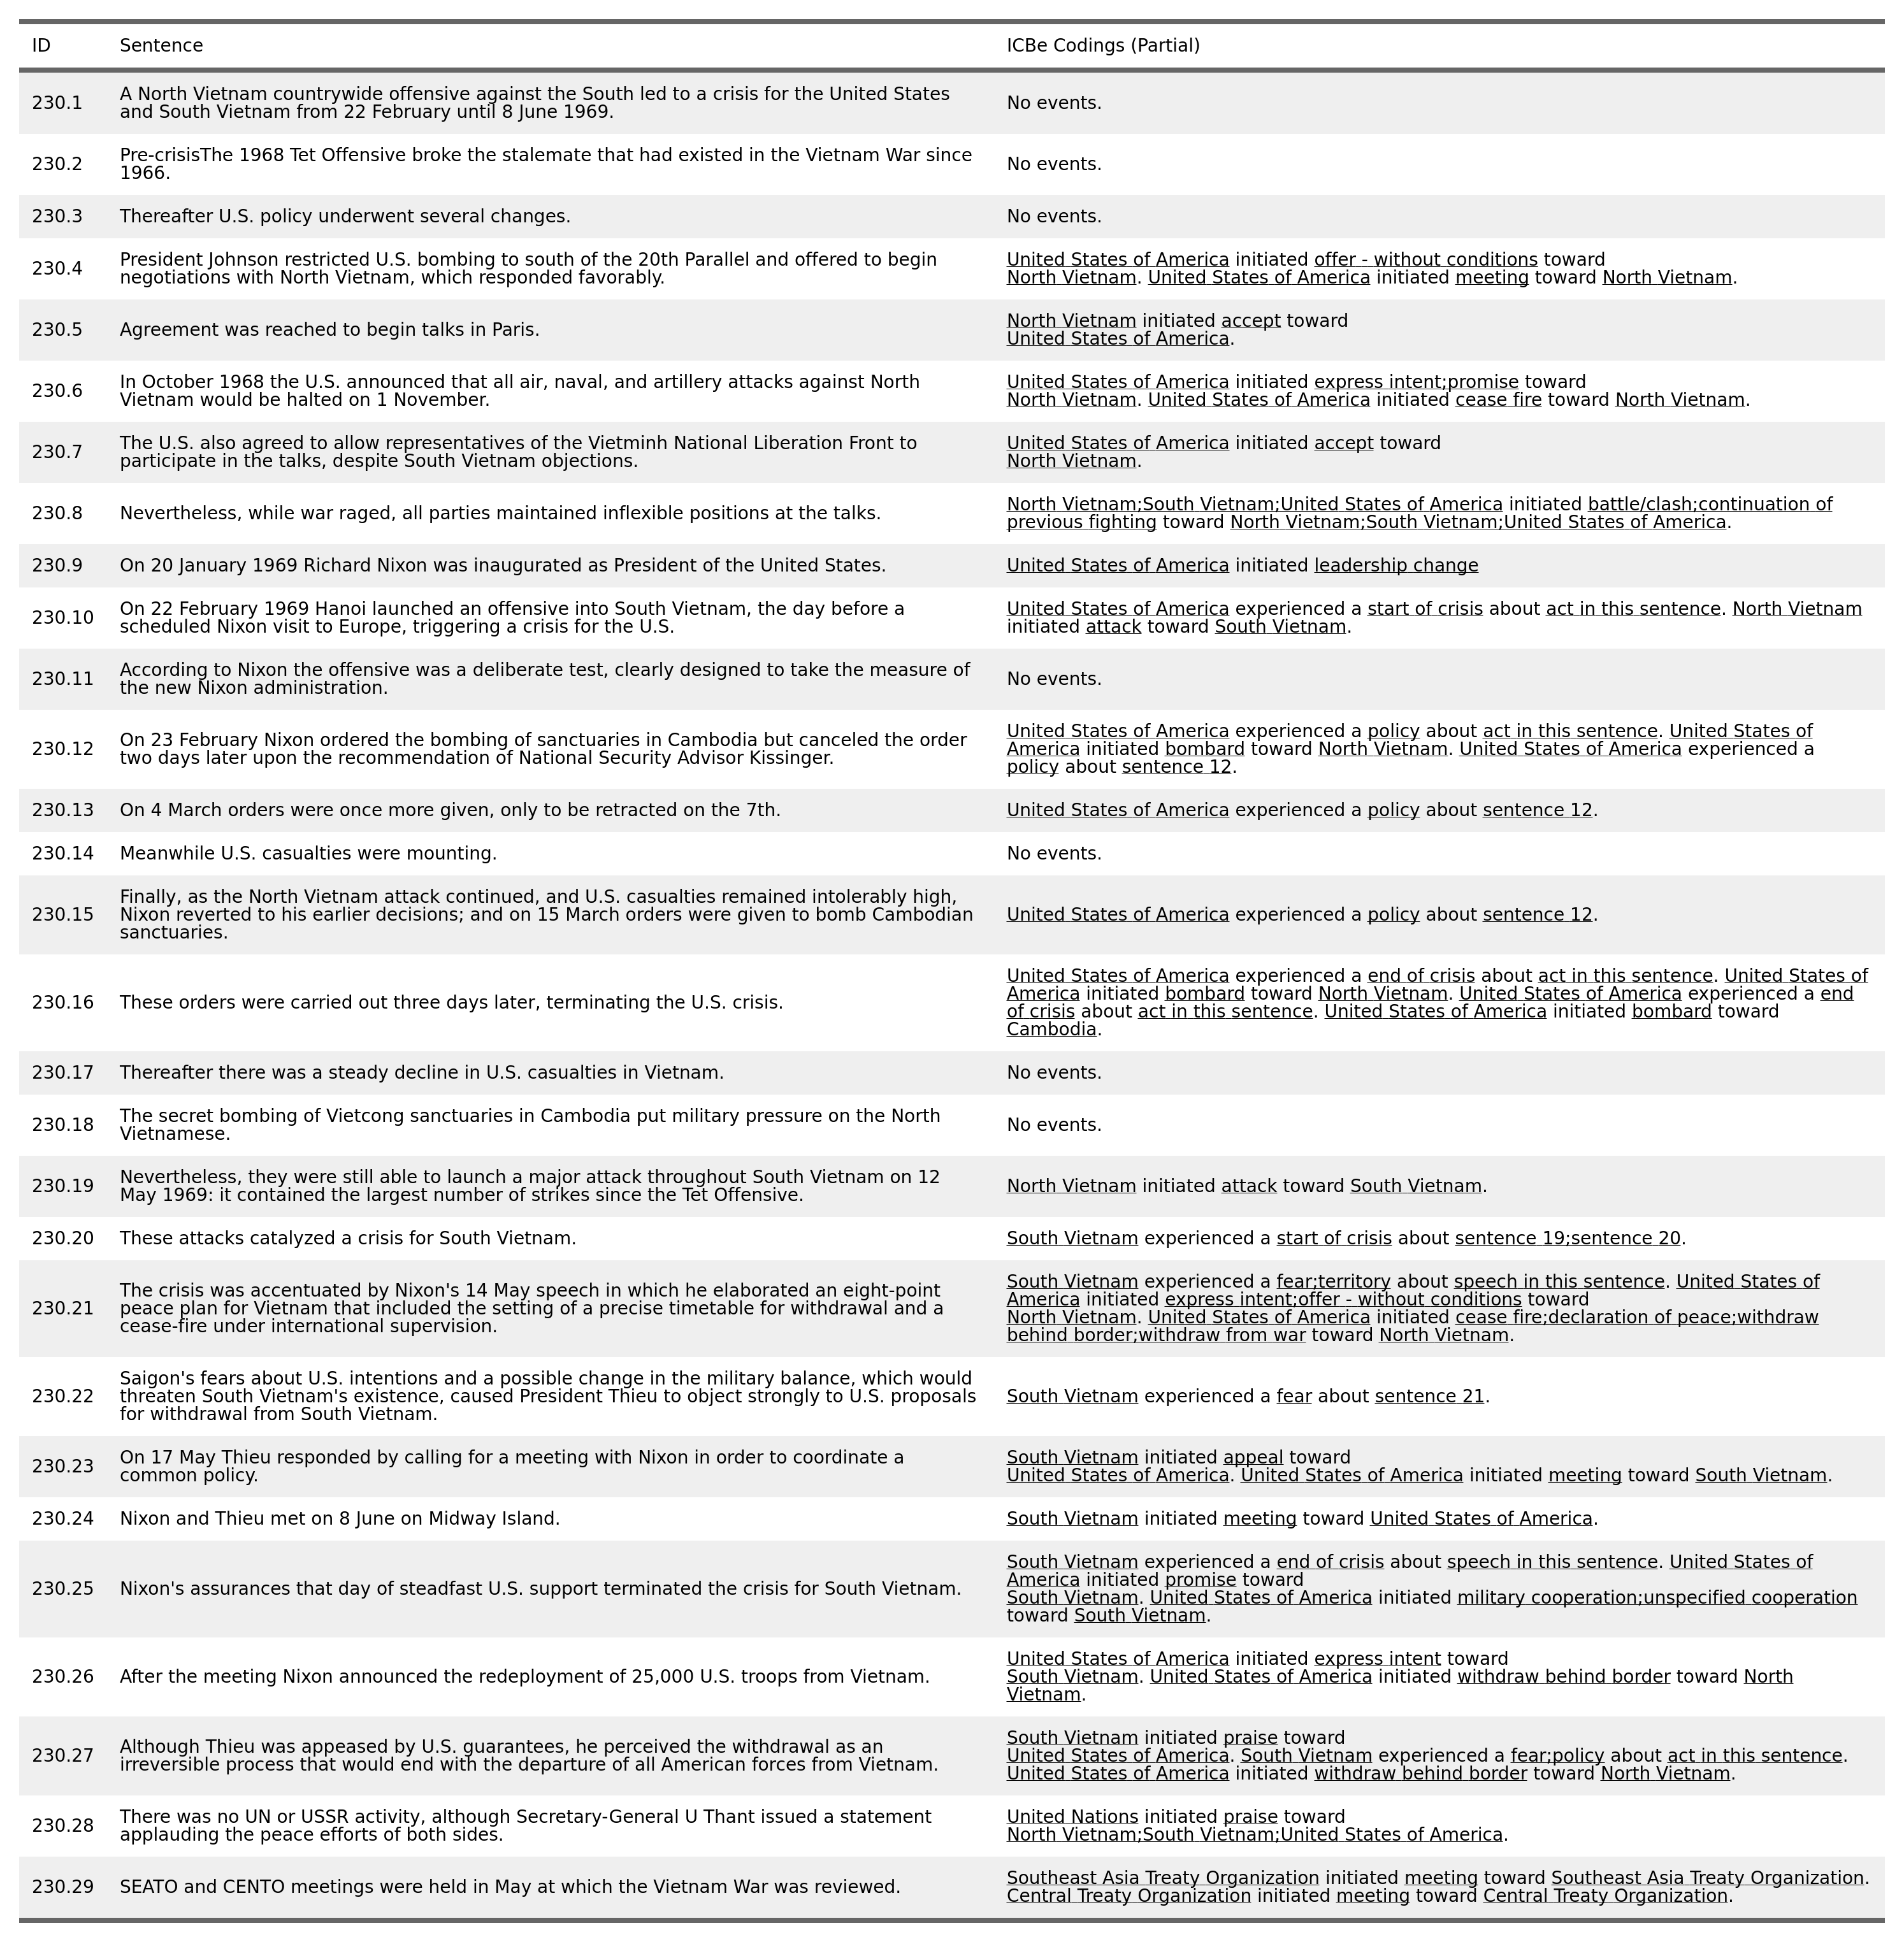 ID Sentence ICBe Codings (Partial)
230.1 A North Vietnam countrywide offensive against the South led to a crisis for the United States
and South Vietnam from 22 February until 8 June 1969.
No events.
230.2 Pre-crisisThe 1968 Tet Offensive broke the stalemate that had existed in the Vietnam War since
1966.
No events.
230.3 Thereafter U.S. policy underwent several changes.
No events.
230.4 President Johnson restricted U.S. bombing to south of the 20th Parallel and offered to begin
negotiations with North Vietnam, which responded favorably.
United States of America initiated offer - without conditions toward
North Vietnam. United States of America initiated meeting toward North Vietnam.
230.5 Agreement was reached to begin talks in Paris.
North Vietnam initiated accept toward
United States of America.
230.6 In October 1968 the U.S. announced that all air, naval, and artillery attacks against North
Vietnam would be halted on 1 November.
United States of America initiated express intent;promise toward
North Vietnam. United States of America initiated cease fire toward North Vietnam.
230.7 The U.S. also agreed to allow representatives of the Vietminh National Liberation Front to
participate in the talks, despite South Vietnam objections.
United States of America initiated accept toward
North Vietnam.
230.8 Nevertheless, while war raged, all parties maintained inflexible positions at the talks.
North Vietnam;South Vietnam;United States of America initiated battle/clash;continuation of
previous fighting toward North Vietnam;South Vietnam;United States of America.
230.9 On 20 January 1969 Richard Nixon was inaugurated as President of the United States.
United States of America initiated leadership change
230.10 On 22 February 1969 Hanoi launched an offensive into South Vietnam, the day before a
scheduled Nixon visit to Europe, triggering a crisis for the U.S.
United States of America experienced a start of crisis about act in this sentence. North Vietnam
initiated attack toward South Vietnam.
230.11 According to Nixon the offensive was a deliberate test, clearly designed to take the measure of
the new Nixon administration.
No events.
230.12 On 23 February Nixon ordered the bombing of sanctuaries in Cambodia but canceled the order
two days later upon the recommendation of National Security Advisor Kissinger.
United States of America experienced a policy about act in this sentence. United States of
America initiated bombard toward North Vietnam. United States of America experienced a
policy about sentence 12.
230.13 On 4 March orders were once more given, only to be retracted on the 7th.
United States of America experienced a policy about sentence 12.
230.14 Meanwhile U.S. casualties were mounting.
No events.
230.15 Finally, as the North Vietnam attack continued, and U.S. casualties remained intolerably high,
Nixon reverted to his earlier decisions; and on 15 March orders were given to bomb Cambodian
sanctuaries.
United States of America experienced a policy about sentence 12.
230.16 These orders were carried out three days later, terminating the U.S. crisis.
United States of America experienced a end of crisis about act in this sentence. United States of
America initiated bombard toward North Vietnam. United States of America experienced a end
of crisis about act in this sentence. United States of America initiated bombard toward
Cambodia.
230.17 Thereafter there was a steady decline in U.S. casualties in Vietnam.
No events.
230.18 The secret bombing of Vietcong sanctuaries in Cambodia put military pressure on the North
Vietnamese.
No events.
230.19 Nevertheless, they were still able to launch a major attack throughout South Vietnam on 12
May 1969: it contained the largest number of strikes since the Tet Offensive.
North Vietnam initiated attack toward South Vietnam.
230.20 These attacks catalyzed a crisis for South Vietnam.
South Vietnam experienced a start of crisis about sentence 19;sentence 20.
230.21 The crisis was accentuated by Nixon's 14 May speech in which he elaborated an eight-point
peace plan for Vietnam that included the setting of a precise timetable for withdrawal and a
cease-fire under international supervision.
South Vietnam experienced a fear;territory about speech in this sentence. United States of
America initiated express intent;offer - without conditions toward
North Vietnam. United States of America initiated cease fire;declaration of peace;withdraw
behind border;withdraw from war toward North Vietnam.
230.22 Saigon's fears about U.S. intentions and a possible change in the military balance, which would
threaten South Vietnam's existence, caused President Thieu to object strongly to U.S. proposals
for withdrawal from South Vietnam.
South Vietnam experienced a fear about sentence 21.
230.23 On 17 May Thieu responded by calling for a meeting with Nixon in order to coordinate a
common policy.
South Vietnam initiated appeal toward
United States of America. United States of America initiated meeting toward South Vietnam.
230.24 Nixon and Thieu met on 8 June on Midway Island.
South Vietnam initiated meeting toward United States of America.
230.25 Nixon's assurances that day of steadfast U.S. support terminated the crisis for South Vietnam.
South Vietnam experienced a end of crisis about speech in this sentence. United States of
America initiated promise toward
South Vietnam. United States of America initiated military cooperation;unspecified cooperation
toward South Vietnam.
230.26 After the meeting Nixon announced the redeployment of 25,000 U.S. troops from Vietnam.
United States of America initiated express intent toward
South Vietnam. United States of America initiated withdraw behind border toward North
Vietnam.
230.27 Although Thieu was appeased by U.S. guarantees, he perceived the withdrawal as an
irreversible process that would end with the departure of all American forces from Vietnam.
South Vietnam initiated praise toward
United States of America. South Vietnam experienced a fear;policy about act in this sentence.
United States of America initiated withdraw behind border toward North Vietnam.
230.28 There was no UN or USSR activity, although Secretary-General U Thant issued a statement
applauding the peace efforts of both sides.
United Nations initiated praise toward
North Vietnam;South Vietnam;United States of America.
230.29 SEATO and CENTO meetings were held in May at which the Vietnam War was reviewed.
Southeast Asia Treaty Organization initiated meeting toward Southeast Asia Treaty Organization.
Central Treaty Organization initiated meeting toward Central Treaty Organization.